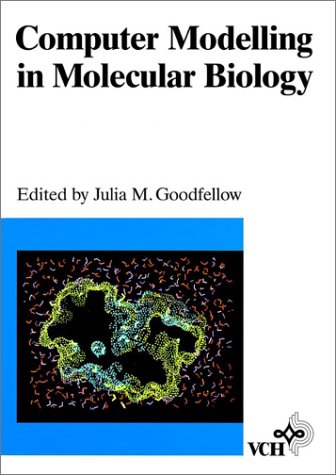 Computer Modelling
in Molecular Biology
Edited by Julia M. Goodfellow
VCH